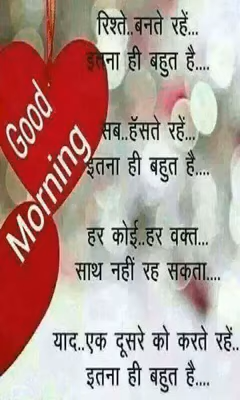 Good
Morning
रिश्ते..बनते रहें...
इतना ही बहुत है....
सब..हॅसते रहें...
इतना ही बहुत है....
हर कोई..हर वक्त...
साथ नहीं रह सकता....
याद..एक दूसरे को करते रहें..
इतना ही बहुत है....